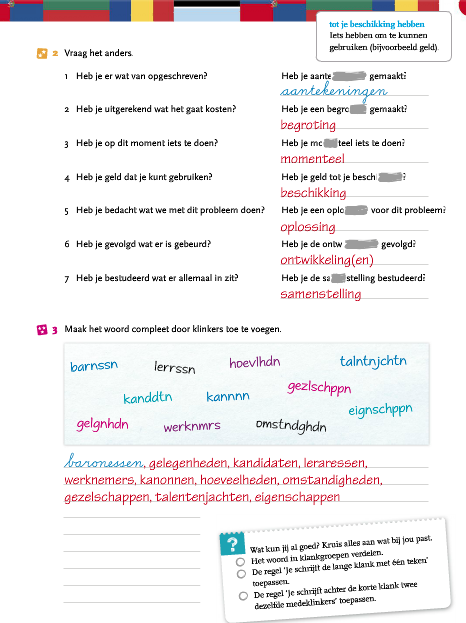 tot je beschikking hebben
Iets hebben om te kunnen
gebruiken (bijvoorbeeld geld).
2 Vraag het anders.
1 Heb je er wat van opgeschreven? Heb je aante gemaakt?
aantekeningen
2 Heb je uitgerekend wat het gaat kosten? Heb je een begro gemaakt?
begroting
3 Heb je op dit moment iets te doen? Heb je mo teel iets te doen?
momenteel
4 Heb je geld dat je kunt gebruiken? Heb je geld tot je beschi ?
beschikking
5 Heb je bedacht wat we met dit probleem doen? Heb je een oplo voor dit probleem?
oplossing
6 Heb je gevolgd wat er is gebeurd? Heb je de ontw gevolgd?
ontwikkeling(en)
7 Heb je bestudeerd wat er allemaal in zit? Heb je de sa stelling bestudeerd?
samenstelling
3 Maak het woord compleet door klinkers toe te voegen.
barnssn lerrssn hoevlhdn talntnjchtn
kanddtn kannnn gezlschppn
gelgnhdn werknmrs omstndghdn eignschppn
baronessen, gelegenheden, kandidaten, leraressen,
werknemers, kanonnen, hoeveelheden, omstandigheden,
gezelschappen, talentenjachten, eigenschappen
? Wat kun jij al goed? Kruis alles aan wat bij jou past.
Het woord in klankgroepen verdelen.
De regel 'Je schrijft de lange klank met één teken'
toepassen.
De regel 'Je schrijft achter de korte klank twee
dezelfde medeklinkers' toepassen.